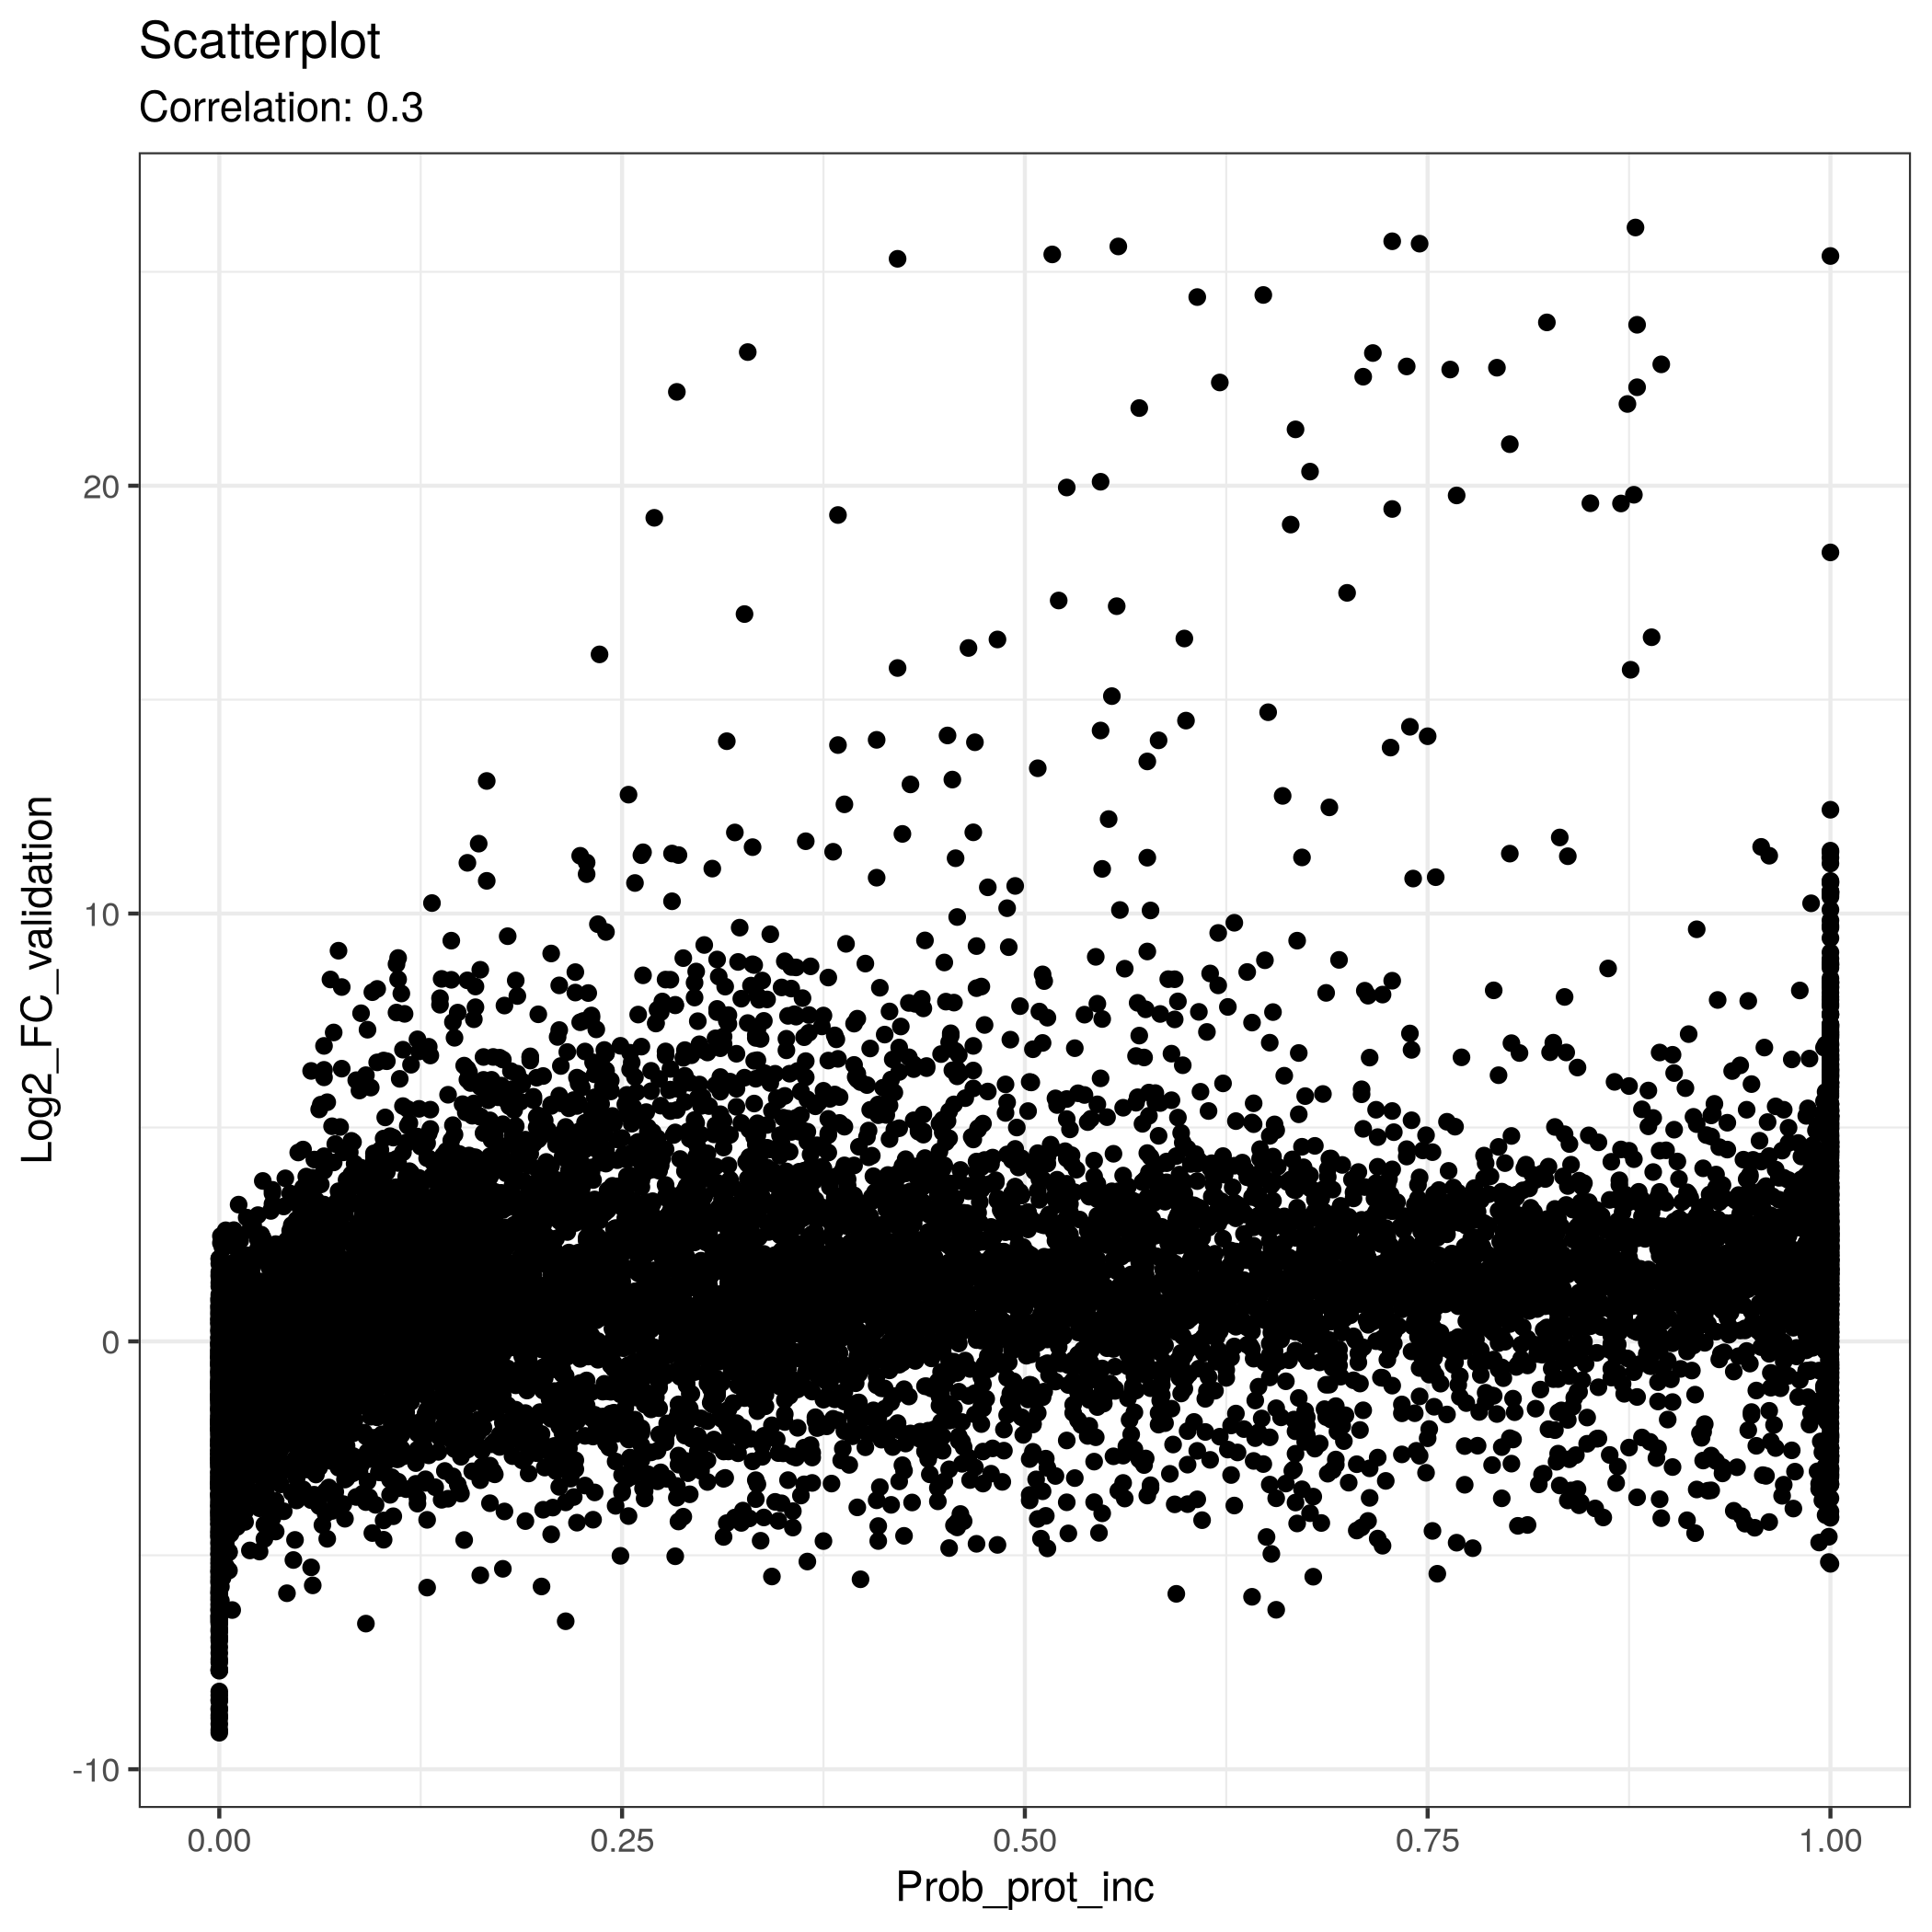 Scatterplot
Correlation: 0.3
Log2_FC_validation
20
10
0
-10
0.00 0.25 0.50 0.75 1.00
Prob_prot_inc